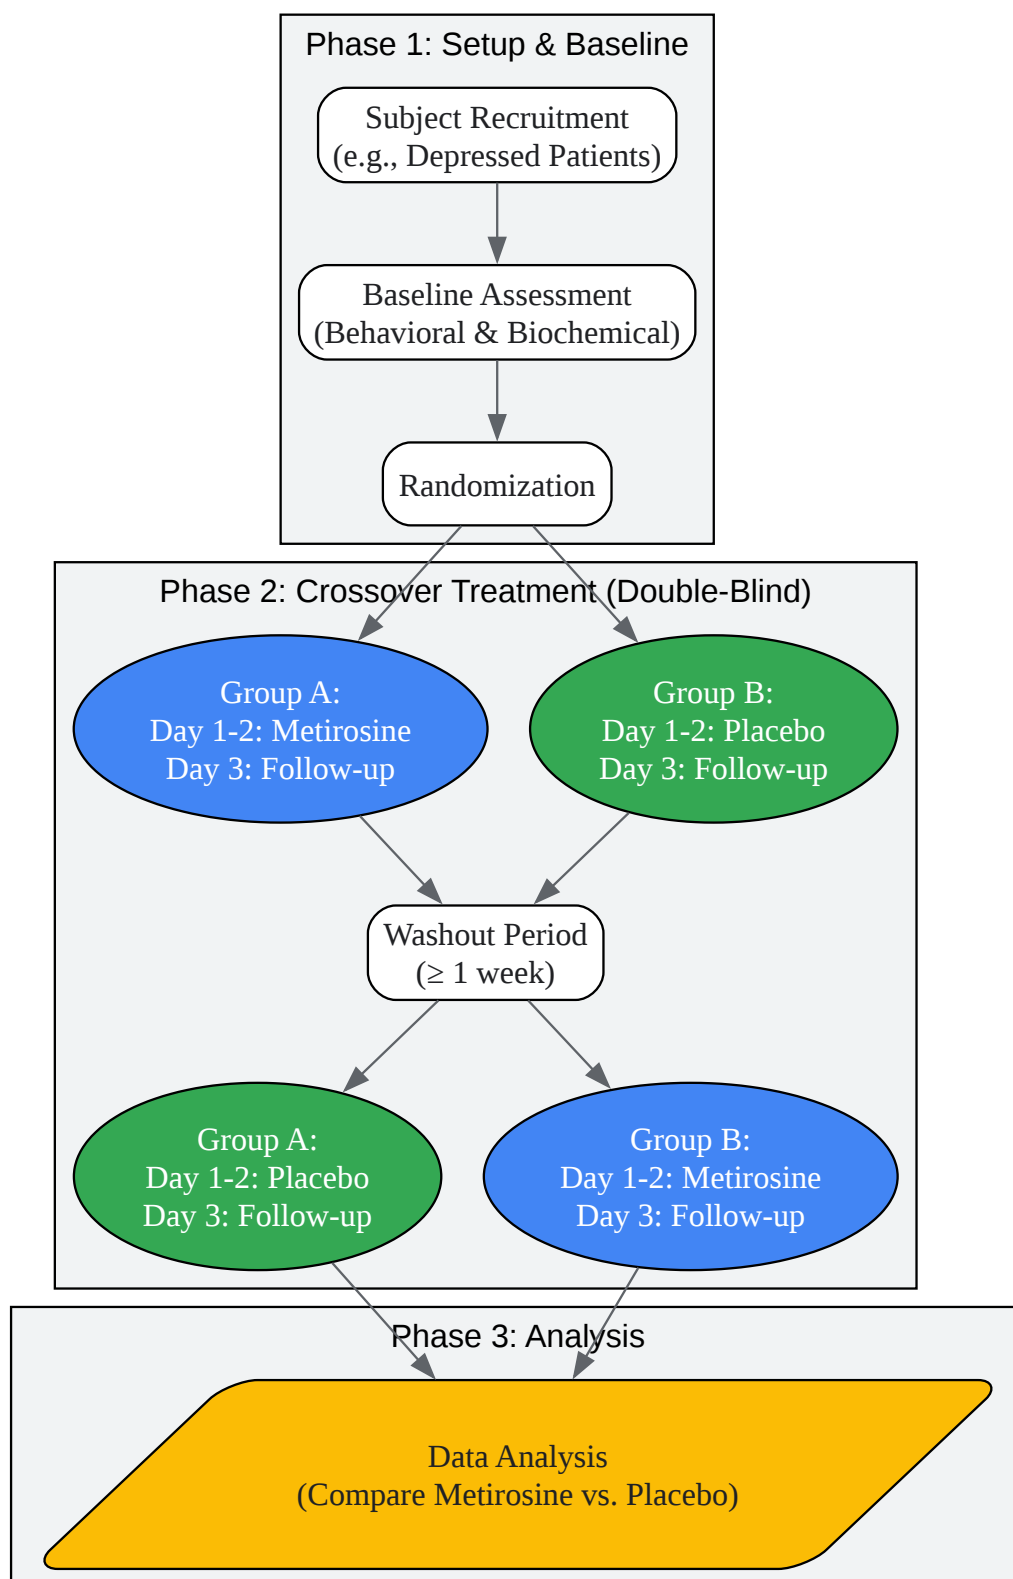 Phase 1: Setup & Baseline
Subject Recruitment
(e.g., Depressed Patients)
Baseline Assessment
(Behavioral & Biochemical)
Randomization
Phase 2: Crossover Treatment (Double-Blind)
Group A:
Day 1-2: Metirosine
Day 3: Follow-up
Group B:
Day 1-2: Placebo
Day 3: Follow-up
Washout Period
(≥ 1 week)
Group A:
Day 1-2: Placebo
Day 3: Follow-up
Group B:
Day 1-2: Metirosine
Day 3: Follow-up
Phase 3: Analysis
Data Analysis
(Compare Metirosine vs. Placebo)